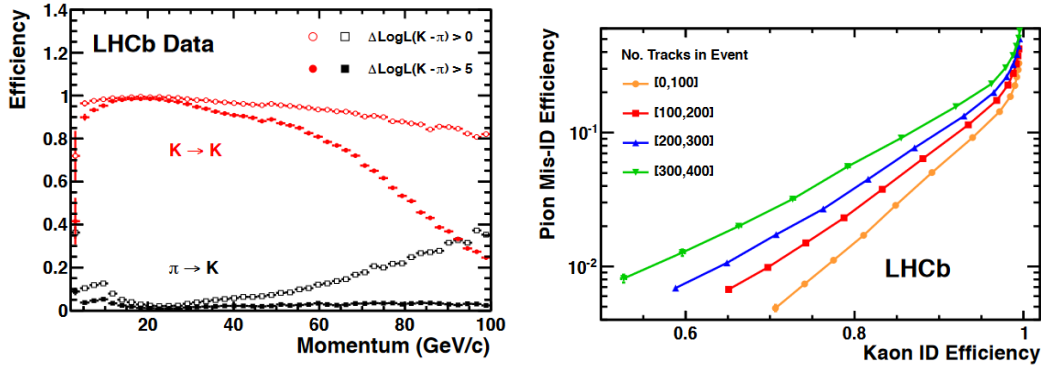 Efficiency
1.4
1.2
1
0.8
0.6
0.4
0.2
0
LHCb Data
ΔLogL(K - π) > 0
ΔLogL(K - π) > 5
K → K
π → K
20
40
60
80
100
Momentum (GeV/c)
Pion Mis-ID Efficiency
10⁻¹
10⁻²
No. Tracks in Event
[0,100]
[100,200]
[200,300]
[300,400]
LHCb
0.6
0.8
1
Kaon ID Efficiency